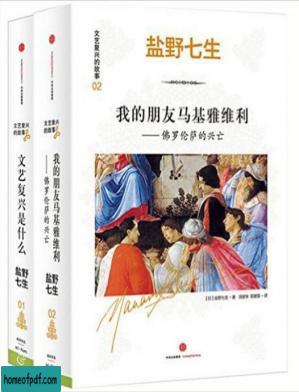 文艺复兴的故事
01
文艺复兴是什么
盐野七生
01
文艺复兴的故事
02
我的朋友马基雅维利
——佛罗伦萨的兴亡
盐野七生
02
盐野七生
文艺复兴的故事
02
我的朋友马基雅维利
——佛罗伦萨的兴亡
homeofpdf.com
homeofpdf.com